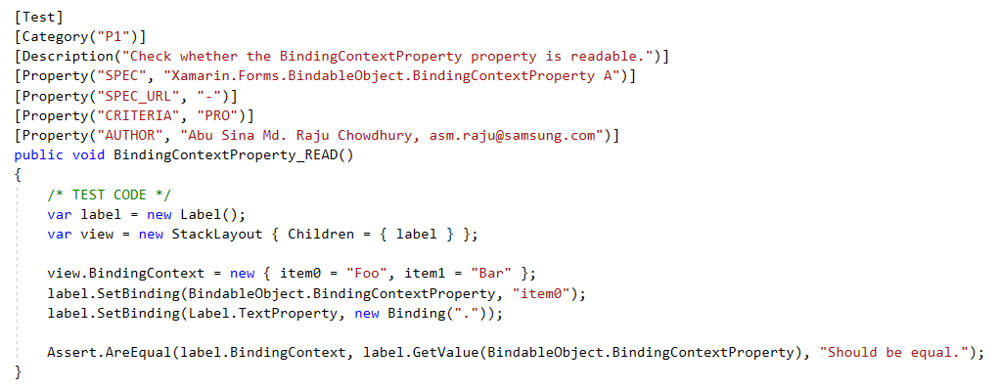 [Test]
[Category("P1")]
[Description("Check whether the BindingContextProperty property is readable.")]
[Property("SPEC", "Xamarin.Forms.BindableObject.BindingContextProperty A")]
[Property("SPEC_URL", "-")]
[Property("CRITERIA", "PRO")]
[Property("AUTHOR", "Abu Sina Md. Raju Chowdhury, asm.raju@samsung.com")]
public void BindingContextProperty_READ()
{
    /* TEST CODE */
    var label = new Label();
    var view = new StackLayout { Children = { label } };

    view.BindingContext = new { item0 = "Foo", item1 = "Bar" };
    label.SetBinding(BindableObject.BindingContextProperty, "item0");
    label.SetBinding(Label.TextProperty, new Binding("."));

    Assert.AreEqual(label.BindingContext, label.GetValue(BindableObject.BindingContextProperty), "Should be equal.");
}